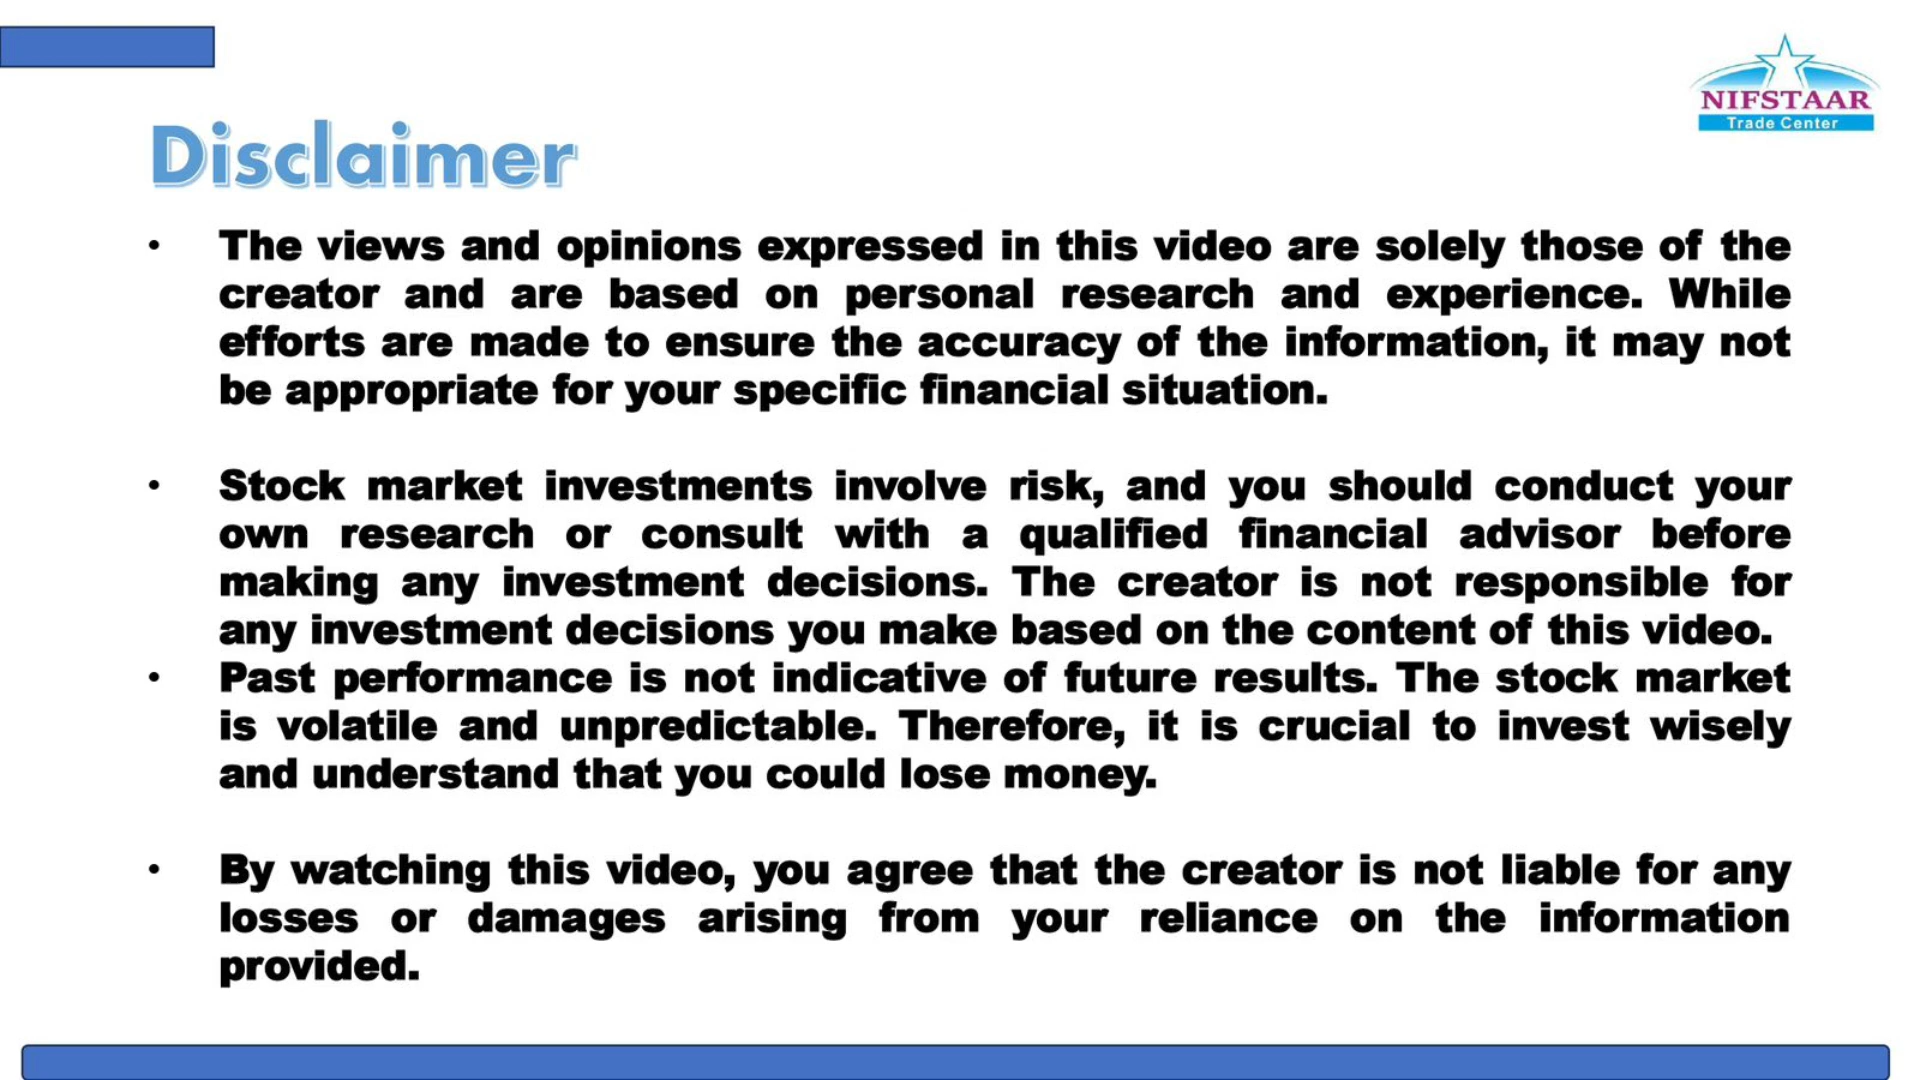 NIFSTAAR
Trade Center
Disclaimer
• The views and opinions expressed in this video are solely those of the
creator and are based on personal research and experience. While
efforts are made to ensure the accuracy of the information, it may not
be appropriate for your specific financial situation.
• Stock market investments involve risk, and you should conduct your
own research or consult with a qualified financial advisor before
making any investment decisions. The creator is not responsible for
any investment decisions you make based on the content of this video.
• Past performance is not indicative of future results. The stock market
is volatile and unpredictable. Therefore, it is crucial to invest wisely
and understand that you could lose money.
• By watching this video, you agree that the creator is not liable for any
losses or damages arising from your reliance on the information
provided.